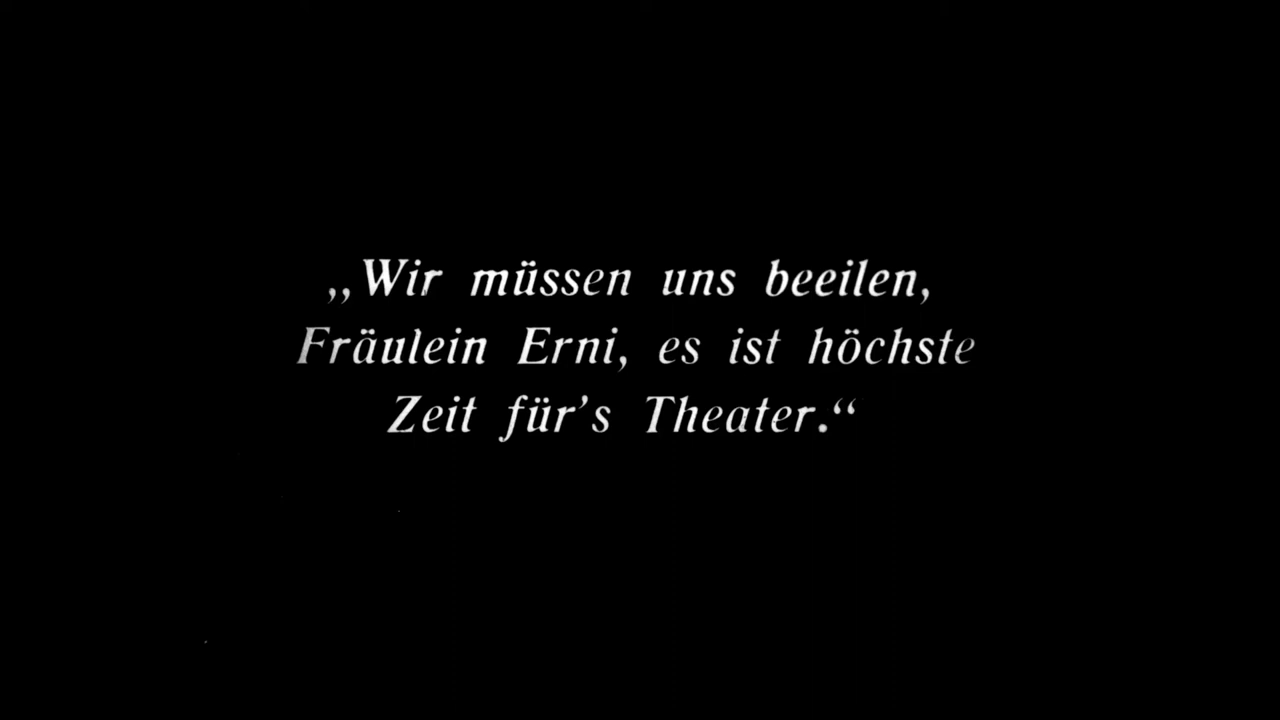 „Wir müssen uns beeilen,
Fräulein Erni, es ist höchste
Zeit für's Theater.“